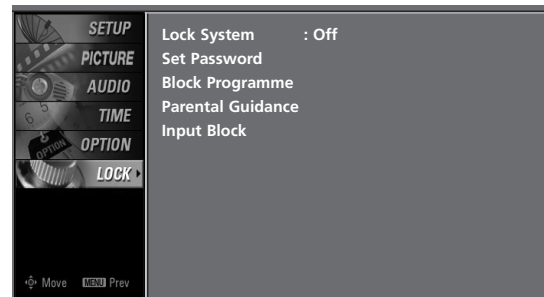 SETUP
PICTURE
AUDIO
TIME
OPTION
LOCK
Lock System : Off
Set Password
Block Programme
Parental Guidance
Input Block
Move MENU Prev